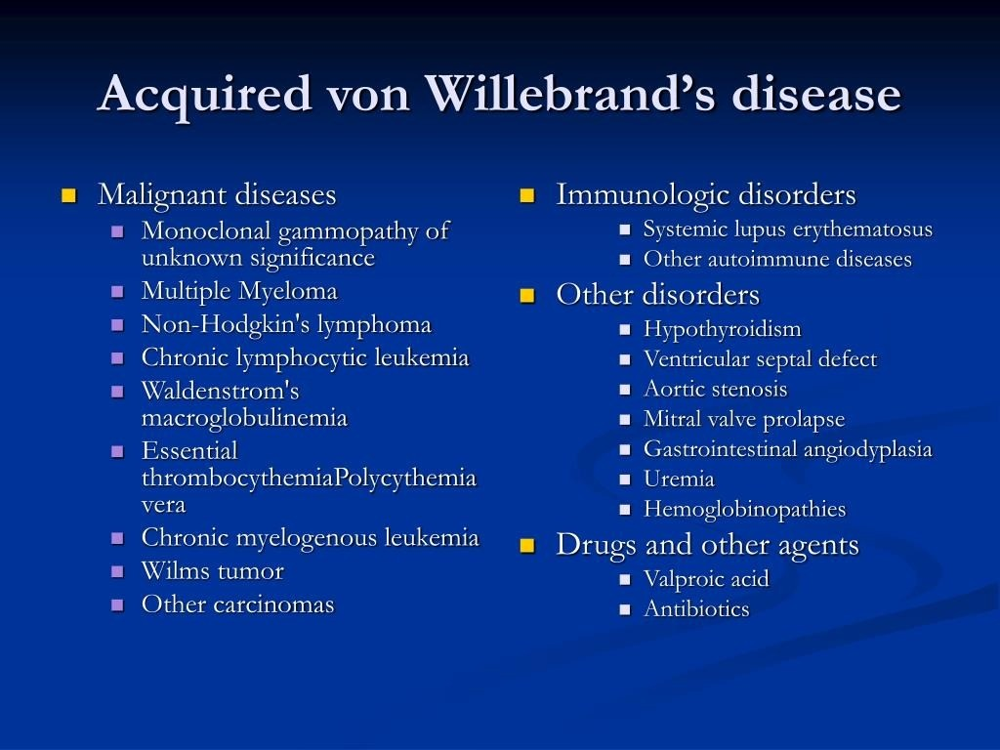 Acquired von Willebrand’s disease
Malignant diseases
Monoclonal gammopathy of
unknown significance
Multiple Myeloma
Non-Hodgkin's lymphoma
Chronic lymphocytic leukemia
Waldenstrom's
macroglobulinemia
Essential
thrombocythemiaPolycythemia
vera
Chronic myelogenous leukemia
Wilms tumor
Other carcinomas
Immunologic disorders
Systemic lupus erythematosus
Other autoimmune diseases
Other disorders
Hypothyroidism
Ventricular septal defect
Aortic stenosis
Mitral valve prolapse
Gastrointestinal angiodyplasia
Uremia
Hemoglobinopathies
Drugs and other agents
Valproic acid
Antibiotics